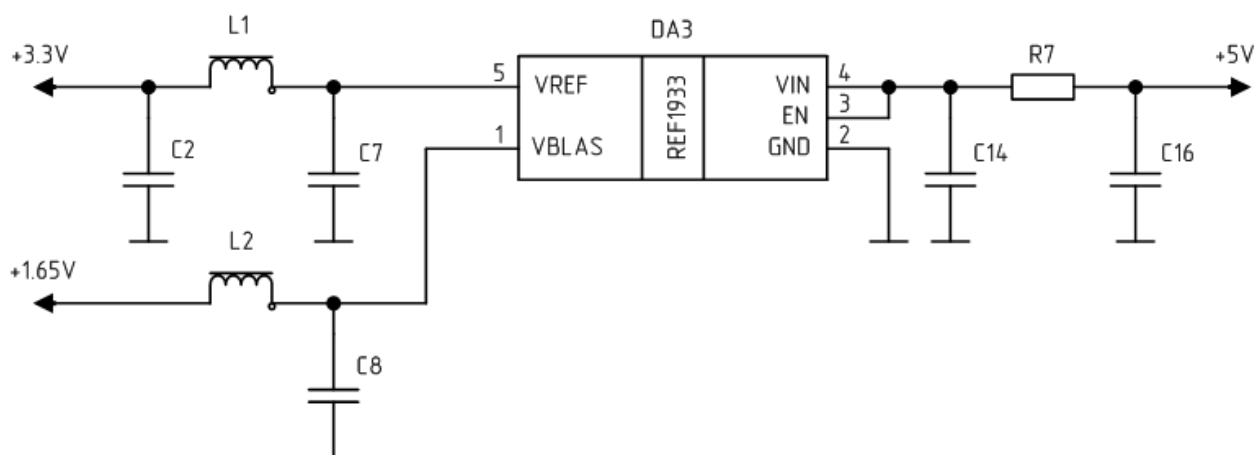 L1
DA3
+3.3V
R7
+5V
5
VREF
REF1933
VIN
4
EN
3
1
VBLAS
GND
2
C2
C7
C14
C16
L2
+1.65V
C8